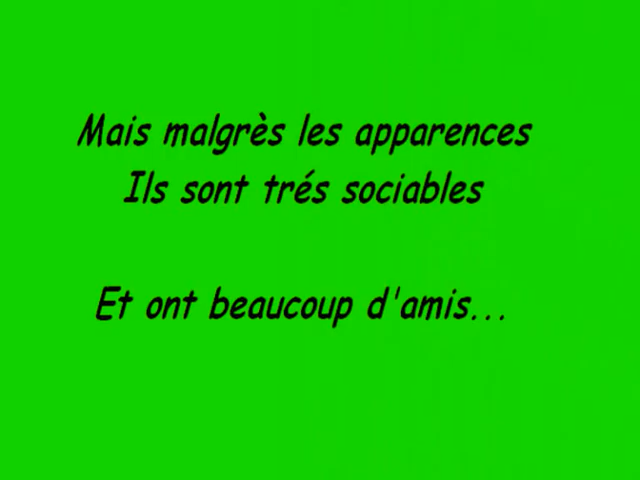 Mais malgrès les apparences
Ils sont trés sociables
Et ont beaucoup d'amis...